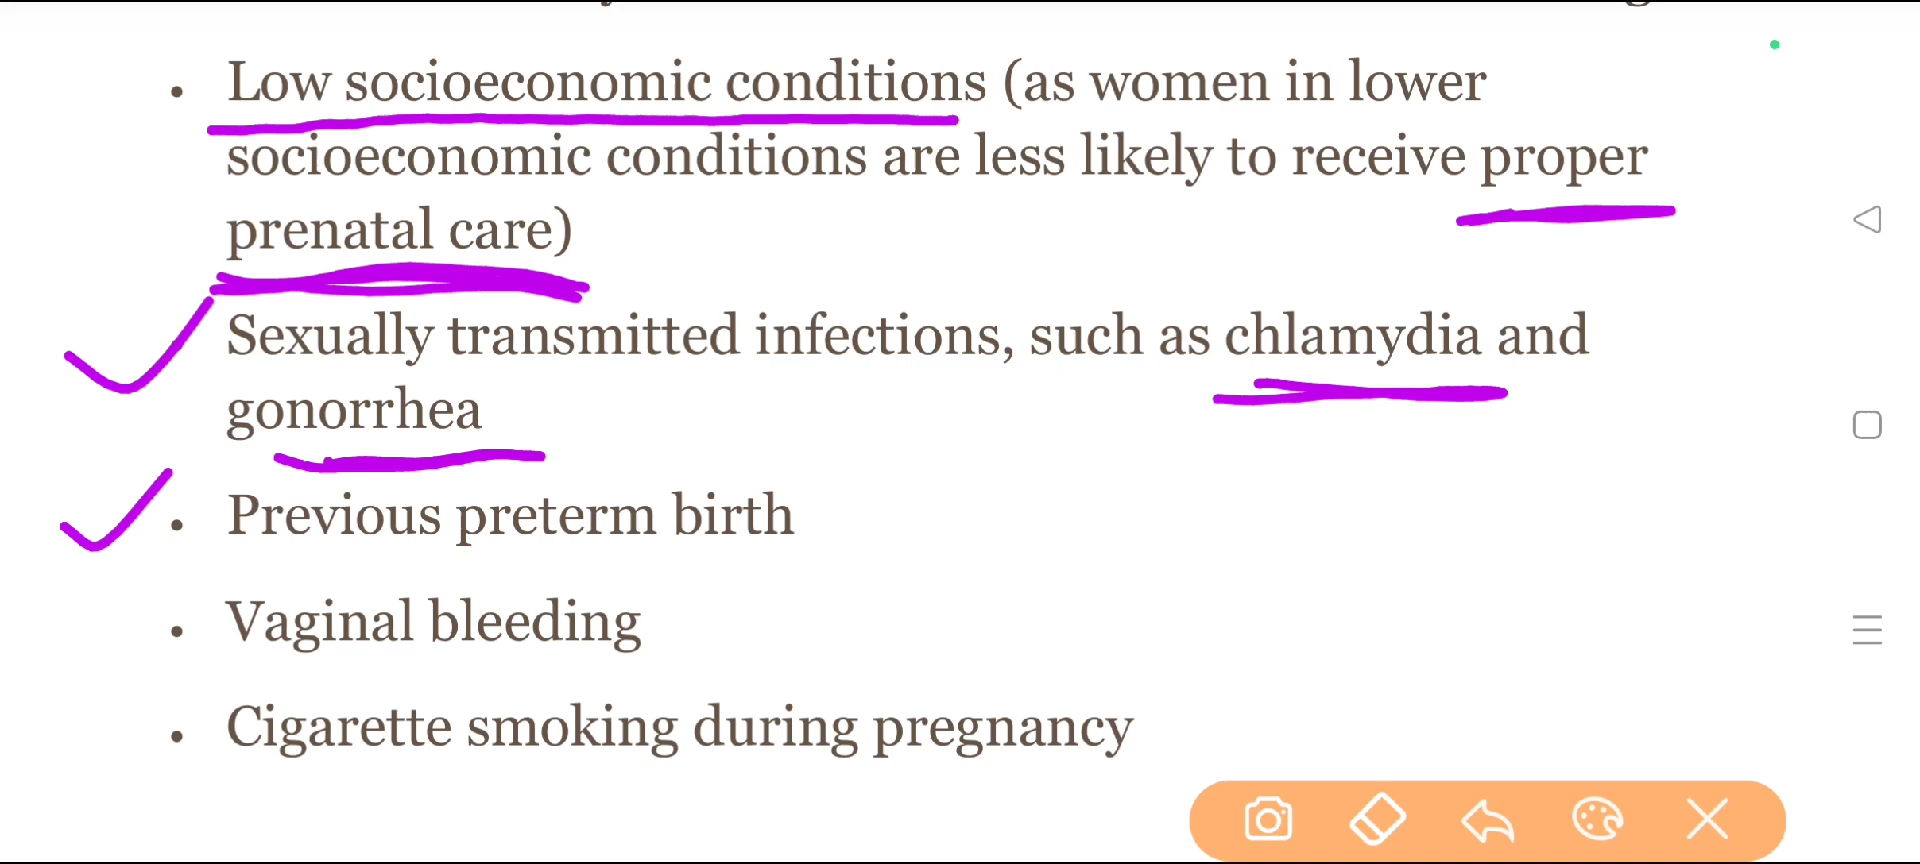 • Low socioeconomic conditions (as women in lower
socioeconomic conditions are less likely to receive proper
prenatal care)
Sexually transmitted infections, such as chlamydia and
gonorrhea
• Previous preterm birth
• Vaginal bleeding
• Cigarette smoking during pregnancy